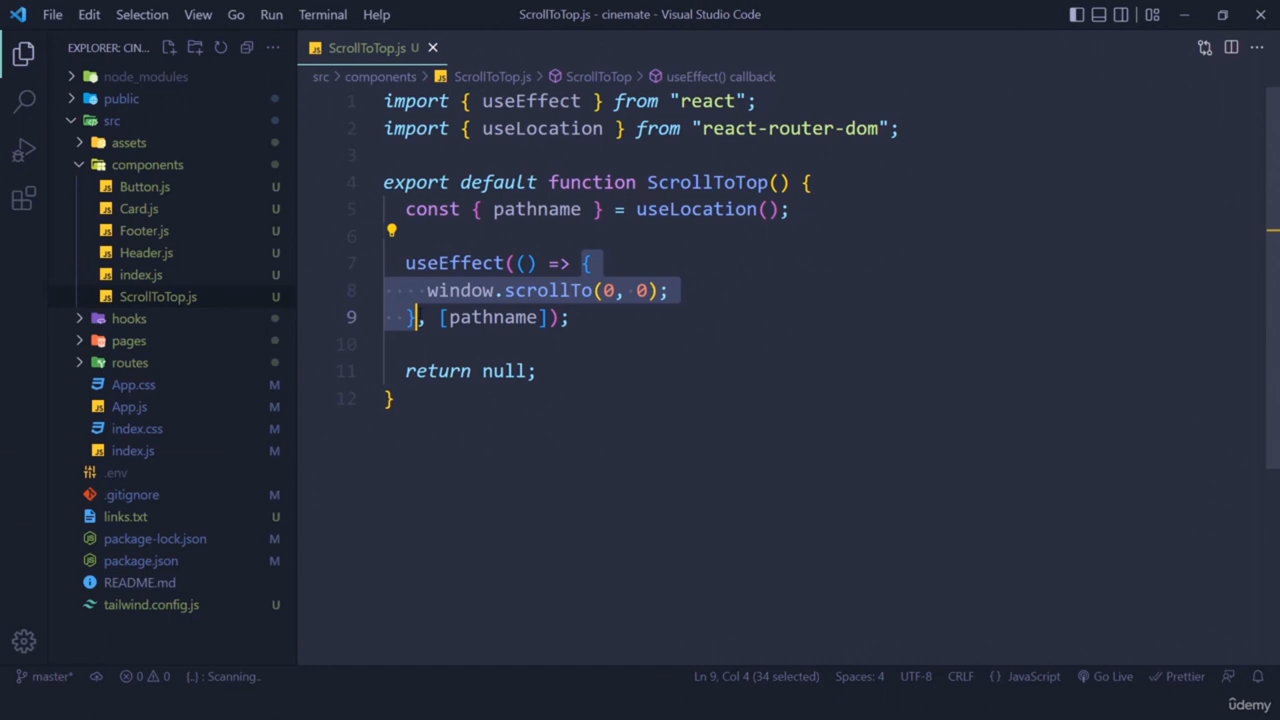 File Edit Selection View Go Run Terminal Help ScrollToTop.js - cinemate - Visual Studio Code
EXPLORER: CIN...
ScrollToTop.js U
node_modules
public
src
assets
components
Button.js U
Card.js U
Footer.js U
Header.js U
index.js U
ScrollToTop.js U
hooks
pages
routes
App.css M
App.js M
index.css M
index.js M
.env
.gitignore M
links.txt U
package-lock.json M
package.json M
README.md
tailwind.config.js U
src components ScrollToTop.js ScrollToTop useEffect() callback
1 import { useEffect } from "react";
2 import { useLocation } from "react-router-dom";
3
4 export default function ScrollToTop() {
5 const { pathname } = useLocation();
6
7 useEffect(() => {
8 window.scrollTo(0, 0);
9 }, [pathname]);
10
11 return null;
12 }
master* 0 0 {..} : Scanning.. Ln 9, Col 4 (34 selected) Spaces: 4 UTF-8 CRLF {} JavaScript Go Live Prettier
ûdemy